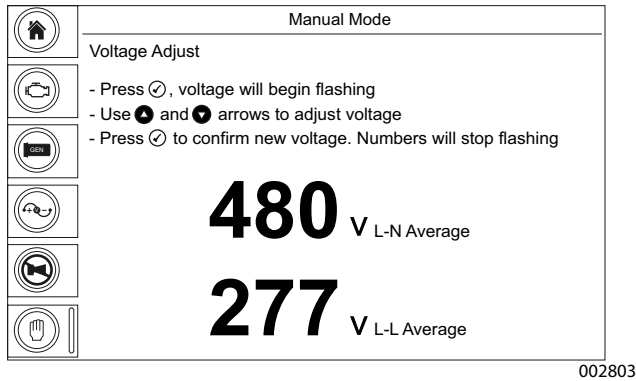 Manual Mode
Voltage Adjust
- Press ✓, voltage will begin flashing
- Use ▲ and ▼ arrows to adjust voltage
- Press ✓ to confirm new voltage. Numbers will stop flashing
GEN
480 V L-N Average
277 V L-L Average
002803